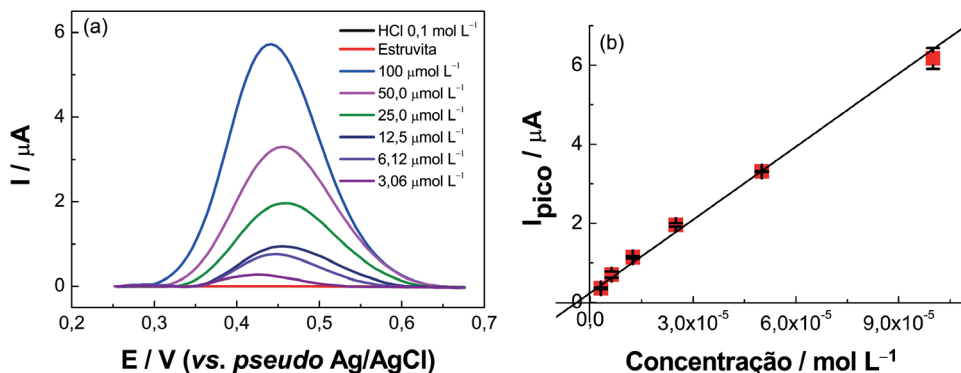 (a)
HCl 0,1 mol L⁻¹
Estruvita
100 µmol L⁻¹
50,0 µmol L⁻¹
25,0 µmol L⁻¹
12,5 µmol L⁻¹
6,12 µmol L⁻¹
3,06 µmol L⁻¹
I / µA
6
4
2
0
0,2 0,3 0,4 0,5 0,6 0,7
E / V (vs. pseudo Ag/AgCl)
(b)
Ipico / µA
6
4
2
0
0,0 3,0x10⁻⁵ 6,0x10⁻⁵ 9,0x10⁻⁵
Concentração / mol L⁻¹